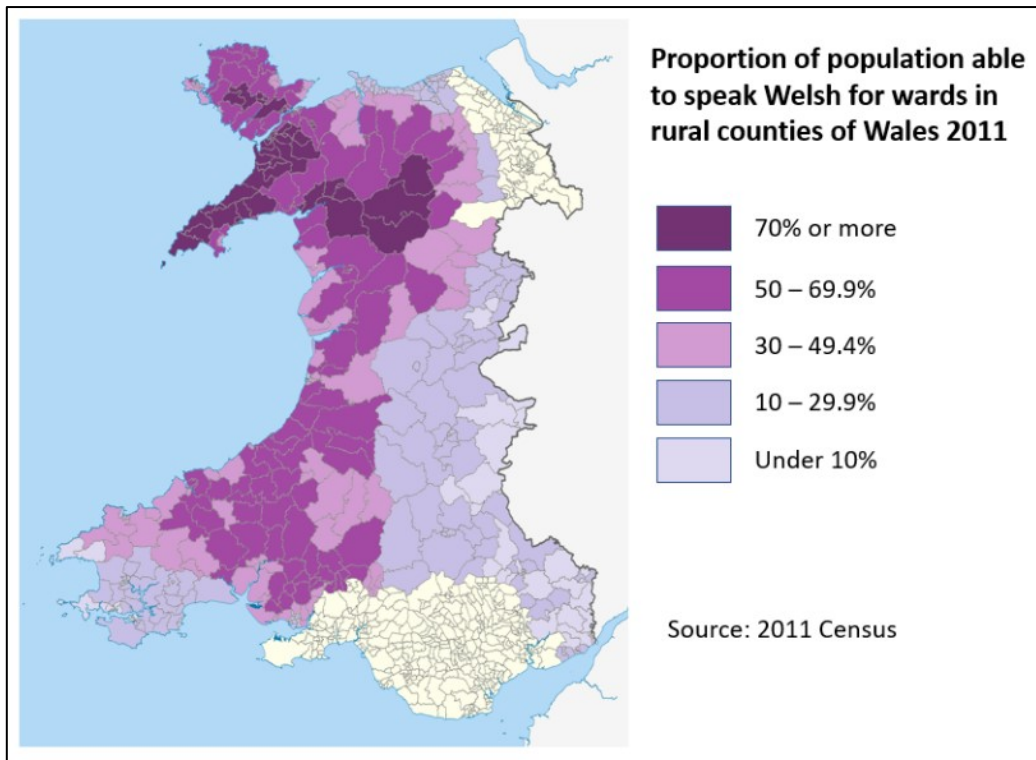 Proportion of population able
to speak Welsh for wards in
rural counties of Wales 2011
70% or more
50 – 69.9%
30 – 49.4%
10 – 29.9%
Under 10%
Source: 2011 Census